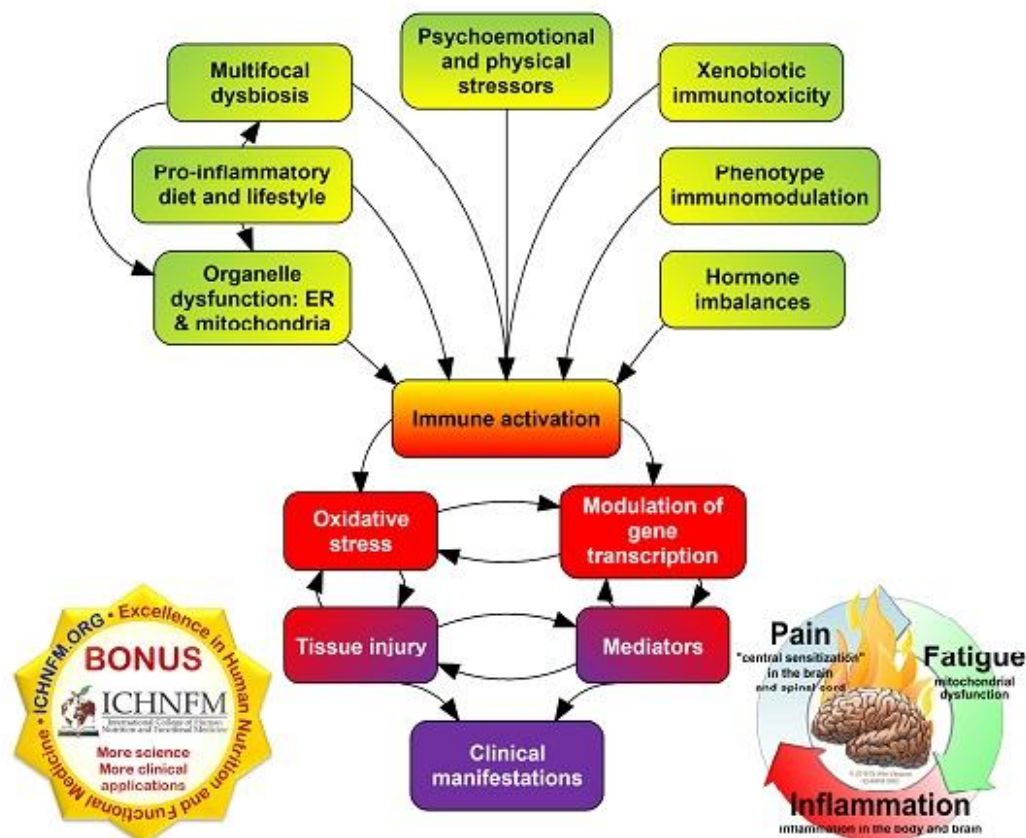 Psychoemotional
and physical
stressors
Multifocal
dysbiosis
Xenobiotic
immunotoxicity
Pro-inflammatory
diet and lifestyle
Phenotype
immunomodulation
Organelle
dysfunction: ER
& mitochondria
Hormone
imbalances
Immune activation
Oxidative
stress
Modulation of
gene
transcription
Tissue injury
Mediators
Clinical
manifestations
ICHNFM.ORG • Excellence in Human Nutrition and Functional Medicine •
BONUS
ICHNFM
International College of Human
Nutrition and Functional Medicine
More science
More clinical
applications
Pain
"central sensitization"
in the brain
and spinal cord
Fatigue
mitochondrial
dysfunction
Inflammation
inflammation in the body and brain